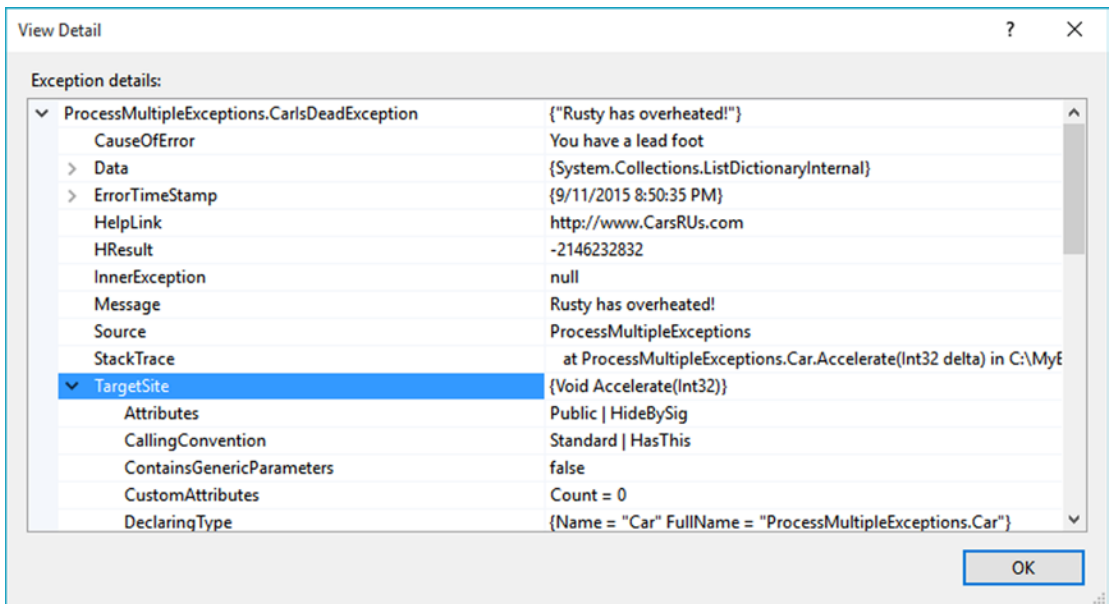 View Detail ?
Exception details:
ProcessMultipleExceptions.CarIsDeadException {"Rusty has overheated!"}
CauseOfError You have a lead foot
Data {System.Collections.ListDictionaryInternal}
ErrorTimeStamp {9/11/2015 8:50:35 PM}
HelpLink http://www.CarsRUs.com
HResult -2146232832
InnerException null
Message Rusty has overheated!
Source ProcessMultipleExceptions
StackTrace at ProcessMultipleExceptions.Car.Accelerate(Int32 delta) in C:\MyB
TargetSite {Void Accelerate(Int32)}
Attributes Public | HideBySig
CallingConvention Standard | HasThis
ContainsGenericParameters false
CustomAttributes Count = 0
DeclaringType {Name = "Car" FullName = "ProcessMultipleExceptions.Car"}
OK